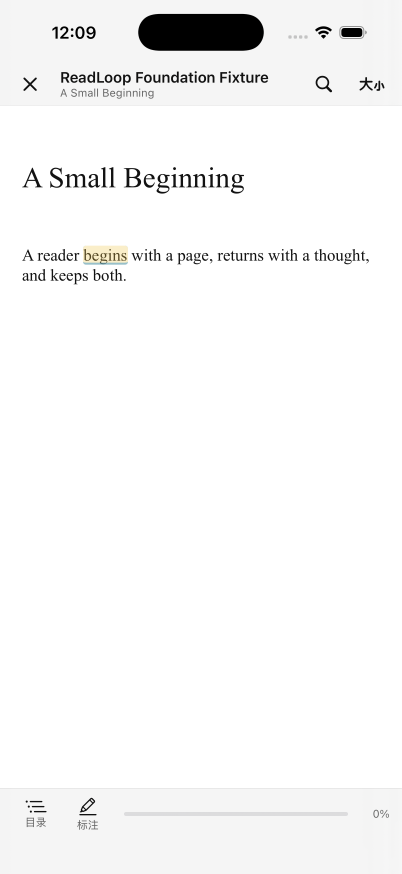 12:09
ReadLoop Foundation Fixture
A Small Beginning
大小
A Small Beginning
A reader begins with a page, returns with a thought,
and keeps both.
目录
标注
0%